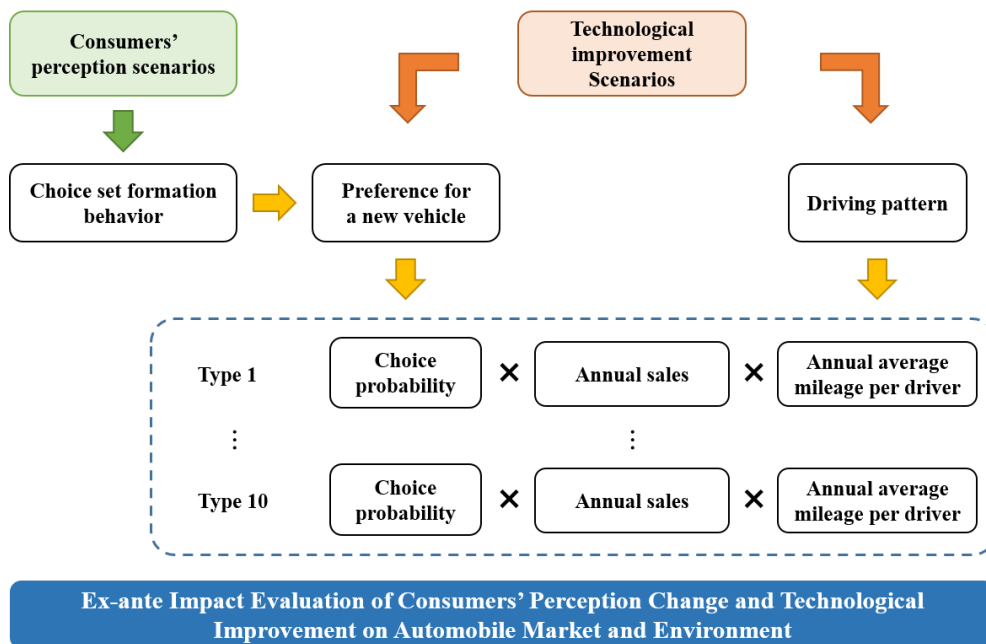 Consumers’
perception scenarios
Technological
improvement
Scenarios
Choice set formation
behavior
Preference for
a new vehicle
Driving pattern
Type 1
Choice
probability
×
Annual sales
×
Annual average
mileage per driver
⋮
⋮
Type 10
Choice
probability
×
Annual sales
×
Annual average
mileage per driver
Ex-ante Impact Evaluation of Consumers’ Perception Change and Technological
Improvement on Automobile Market and Environment